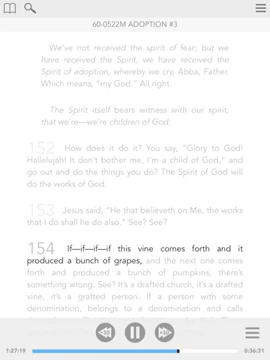 60-0522M ADOPTION #3
We've not received the spirit of fear; but we
have received the Spirit, we have received the
Spirit of adoption, whereby we cry, Abba, Father.
Which means, "my God." All right.
The Spirit itself bears witness with our spirit,
that we're—we're children of God:
152 How does it do it? You say, "Glory to God!
Hallelujah! It don't bother me, I'm a child of God," and
go out and do the things you do? The Spirit of God will
do the works of God.
153 Jesus said, "He that believeth on Me, the works
that I do shall he do also." See? See?
154 If—if—if—if this vine comes forth and it
produced a bunch of grapes, and the next one comes
forth and produced a bunch of pumpkins, there's
something wrong. See? It's a drafted church, it's a drafted
vine, it's a grafted person. If a person with some
denomination, belongs to a denomination and calls
1:27:19
0:36:31